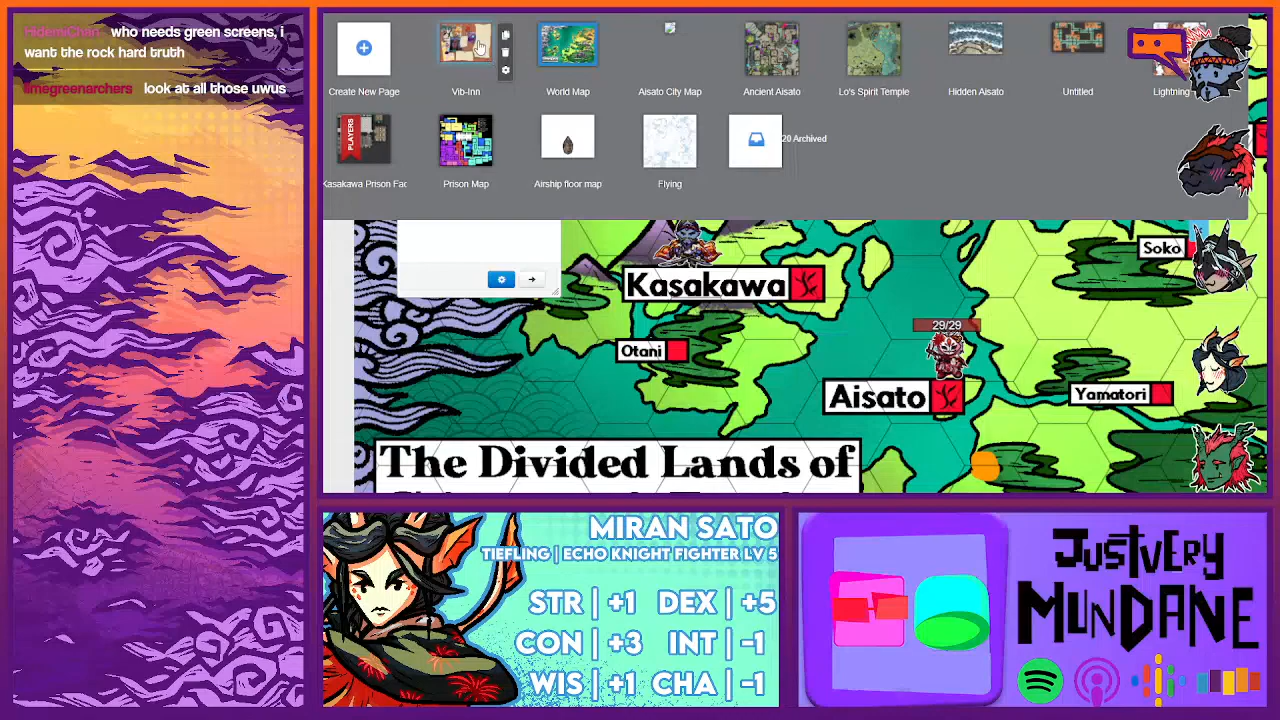 HidemiChan who needs green screens, i
want the rock hard truth
limegreenarchers look at all those uwus
Create New Page
Vib-Inn
World Map
Aisato City Map
Ancient Aisato
Lo's Spirit Temple
Hidden Aisato
Untitled
Lightning
PLAYERS
20 Archived
Kasakawa Prison Fac
Prison Map
Airship floor map
Flying
Soko
Kasakawa
29/29
Otani
Aisato
Yamatori
The Divided Lands of
MIRAN SATO
TIEFLING | ECHO KNIGHT FIGHTER LV 5
STR | +1 DEX | +5
CON | +3 INT | -1
WIS | +1 CHA | -1
JUSTVERY
MUNDANE